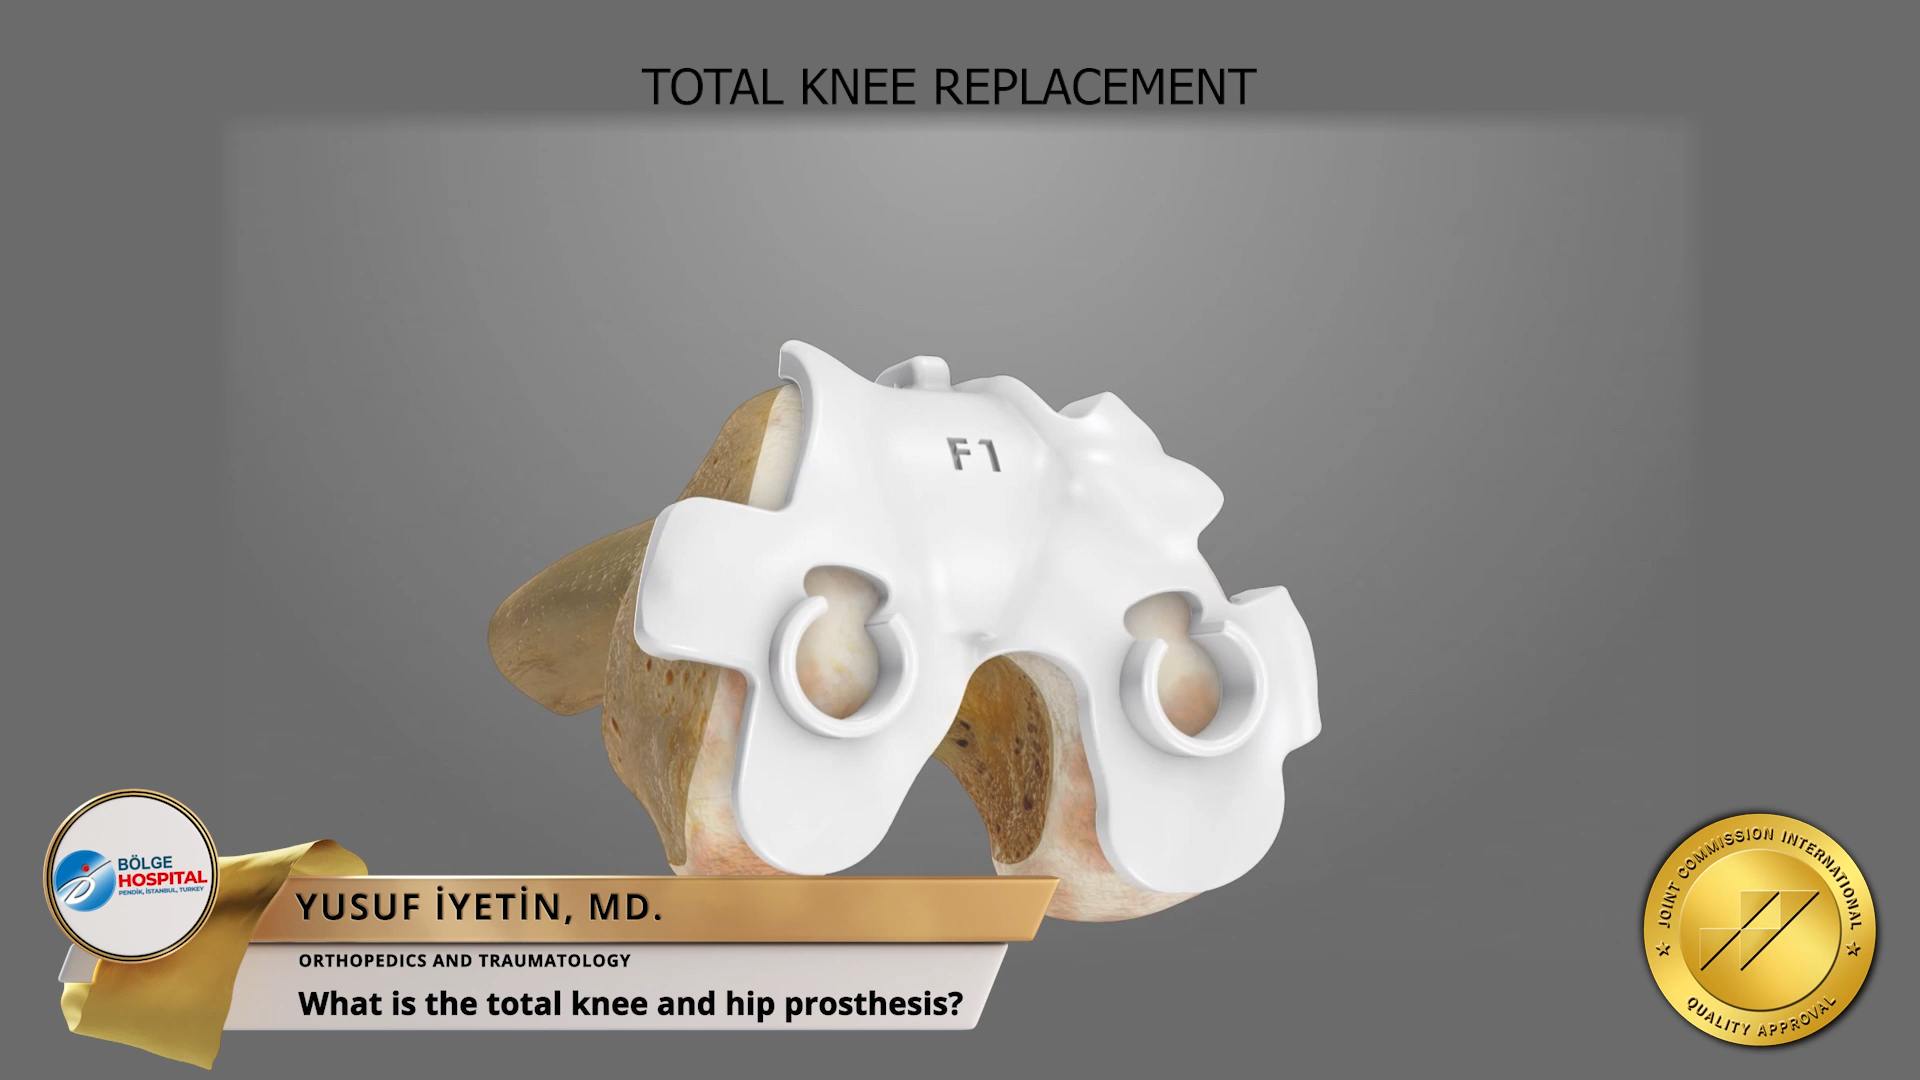 TOTAL KNEE REPLACEMENT
F1
BÖLGE
HOSPITAL
PENDİK, İSTANBUL, TURKEY
YUSUF İYETİN, MD.
ORTHOPEDICS AND TRAUMATOLOGY
What is the total knee and hip prosthesis?
JOINT COMMISSION INTERNATIONAL
QUALITY APPROVAL